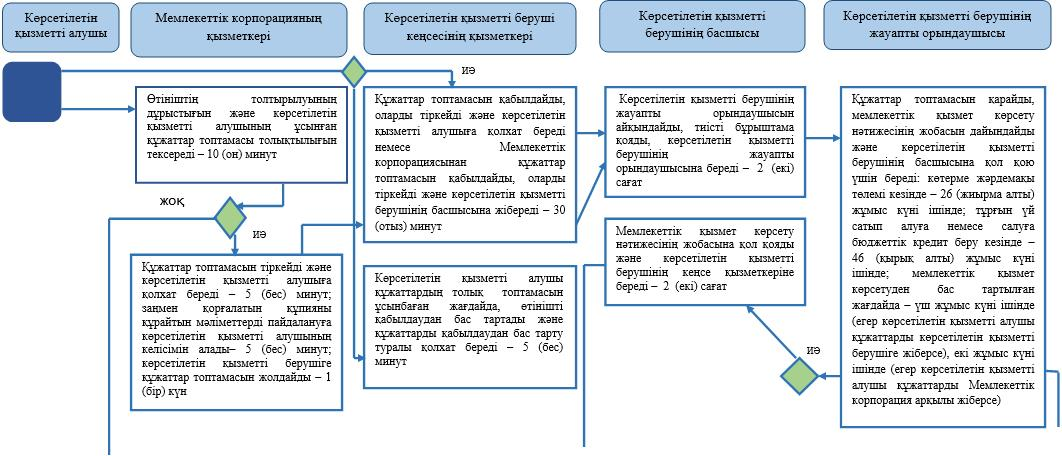 Көрсетілетін
қызметті алушы
Мемлекеттік корпорацияның
қызметкері
Көрсетілетін қызметті беруші
кеңсесінің қызметкері
Көрсетілетін қызметті
берушінің басшысы
Көрсетілетін қызметті берушінің
жауапты орындаушысы
иә
Өтініштің толтырылуының
дұрыстығын және көрсетілетін
қызметті алушының ұсынған
құжаттар топтамасы толықтылығын
тексереді – 10 (он) минут
жоқ
иә
Құжаттар топтамасын тіркейді және
көрсетілетін қызметті алушыға
қолхат береді – 5 (бес) минут;
заңмен қорғалатын құпияны
құрайтын мәліметтерді пайдалануға
көрсетілетін қызметті алушының
келісімін алады– 5 (бес) минут;
көрсетілетін қызметті берушіге
құжаттар топтамасын жолдайды – 1
(бір) күн
Құжаттар топтамасын қабылдайды,
оларды тіркейді және көрсетілетін
қызметті алушыға қолхат береді
немесе Мемлекеттік
корпорациясынан құжаттар
топтамасын қабылдайды, оларды
тіркейді және көрсетілетін қызметті
берушінің басшысына жібереді – 30
(отыз) минут
Көрсетілетін қызметті алушы
құжаттардың толық топтамасын
ұсынбаған жағдайда, өтінішті
қабылдаудан бас тартады және
құжаттарды қабылдаудан бас тарту
туралы қолхат береді – 5 (бес)
минут
Көрсетілетін қызметті берушінің
жауапты орындаушысын
айқындайды, тиісті бұрыштама
қояды, көрсетілетін қызметті
берушінің жауапты
орындаушысына береді – 2 (екі)
сағат
Мемлекеттік қызмет көрсету
нәтижесінің жобасына қол қояды
және көрсетілетін қызметті
берушінің кеңсе қызметкеріне
береді – 2 (екі) сағат
иә
Құжаттар топтамасын қарайды,
мемлекеттік қызмет көрсету
нәтижесінің жобасын дайындайды
және көрсетілетін қызметті
берушінің басшысына қол қою
үшін береді: көтерме жәрдемақы
төлемі кезінде – 26 (жиырма алты)
жұмыс күні ішінде; тұрғын үй
сатып алуға немесе салуға
бюджеттік кредит беру кезінде –
46 (қырық алты) жұмыс күні
ішінде; мемлекеттік қызмет
көрсетуден бас тартылған
жағдайда – үш жұмыс күні ішінде
(егер көрсетілетін қызметті алушы
құжаттарды көрсетілетін қызметті
берушіге жіберсе), екі жұмыс күні
ішінде (егер көрсетілетін қызметті
алушы құжаттарды Мемлекеттік
корпорация арқылы жіберсе)